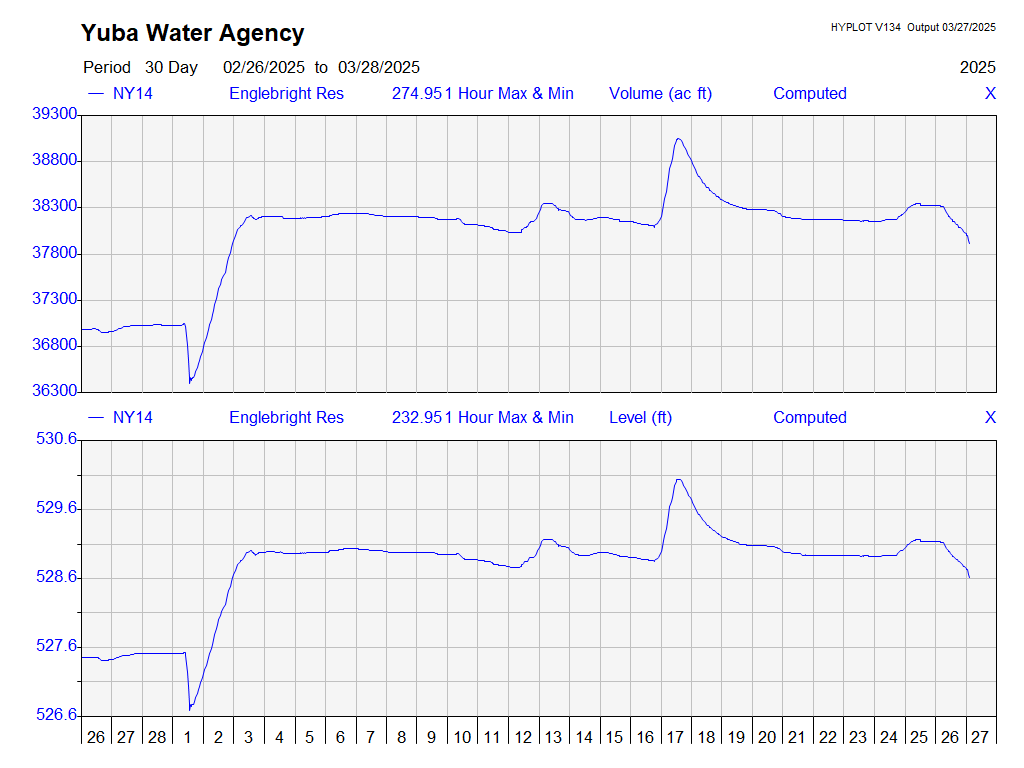 Yuba Water Agency
HYPLOT V134 Output 03/27/2025
Period 30 Day 02/26/2025 to 03/28/2025 2025
NY14 Englebright Res 274.951 Hour Max & Min Volume (ac ft) Computed X
39300
38800
38300
37800
37300
36800
36300
NY14 Englebright Res 232.951 Hour Max & Min Level (ft) Computed X
530.6
529.6
528.6
527.6
526.6
26 27 28 1 2 3 4 5 6 7 8 9 10 11 12 13 14 15 16 17 18 19 20 21 22 23 24 25 26 27